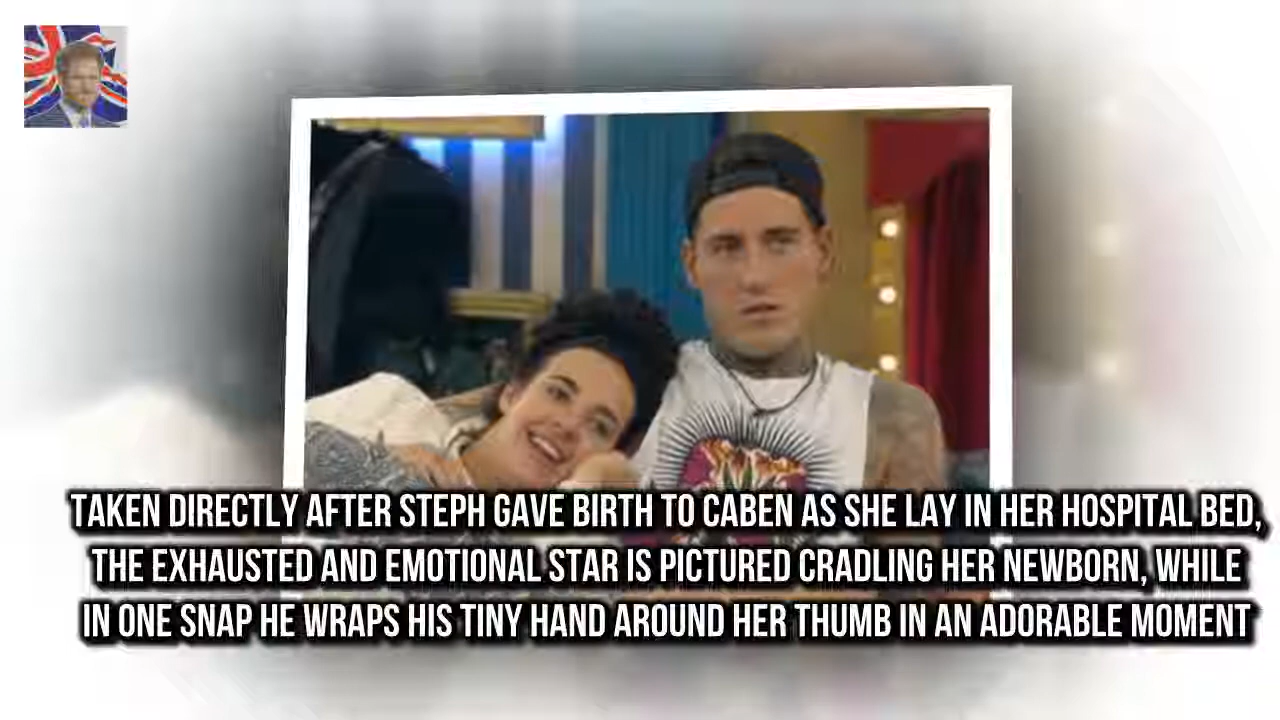 TAKEN DIRECTLY AFTER STEPH GAVE BIRTH TO CABEN AS SHE LAY IN HER HOSPITAL BED,
THE EXHAUSTED AND EMOTIONAL STAR IS PICTURED CRADLING HER NEWBORN, WHILE
IN ONE SNAP HE WRAPS HIS TINY HAND AROUND HER THUMB IN AN ADORABLE MOMENT